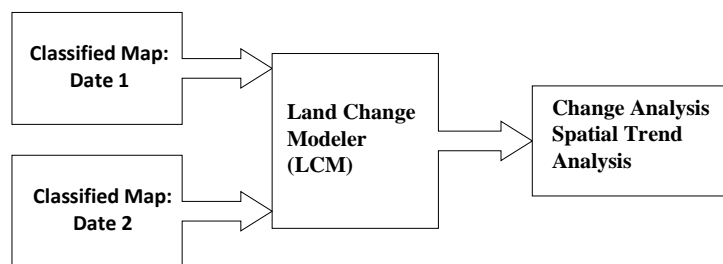 Classified Map:
Date 1
Classified Map:
Date 2
Land Change
Modeler
(LCM)
Change Analysis
Spatial Trend
Analysis